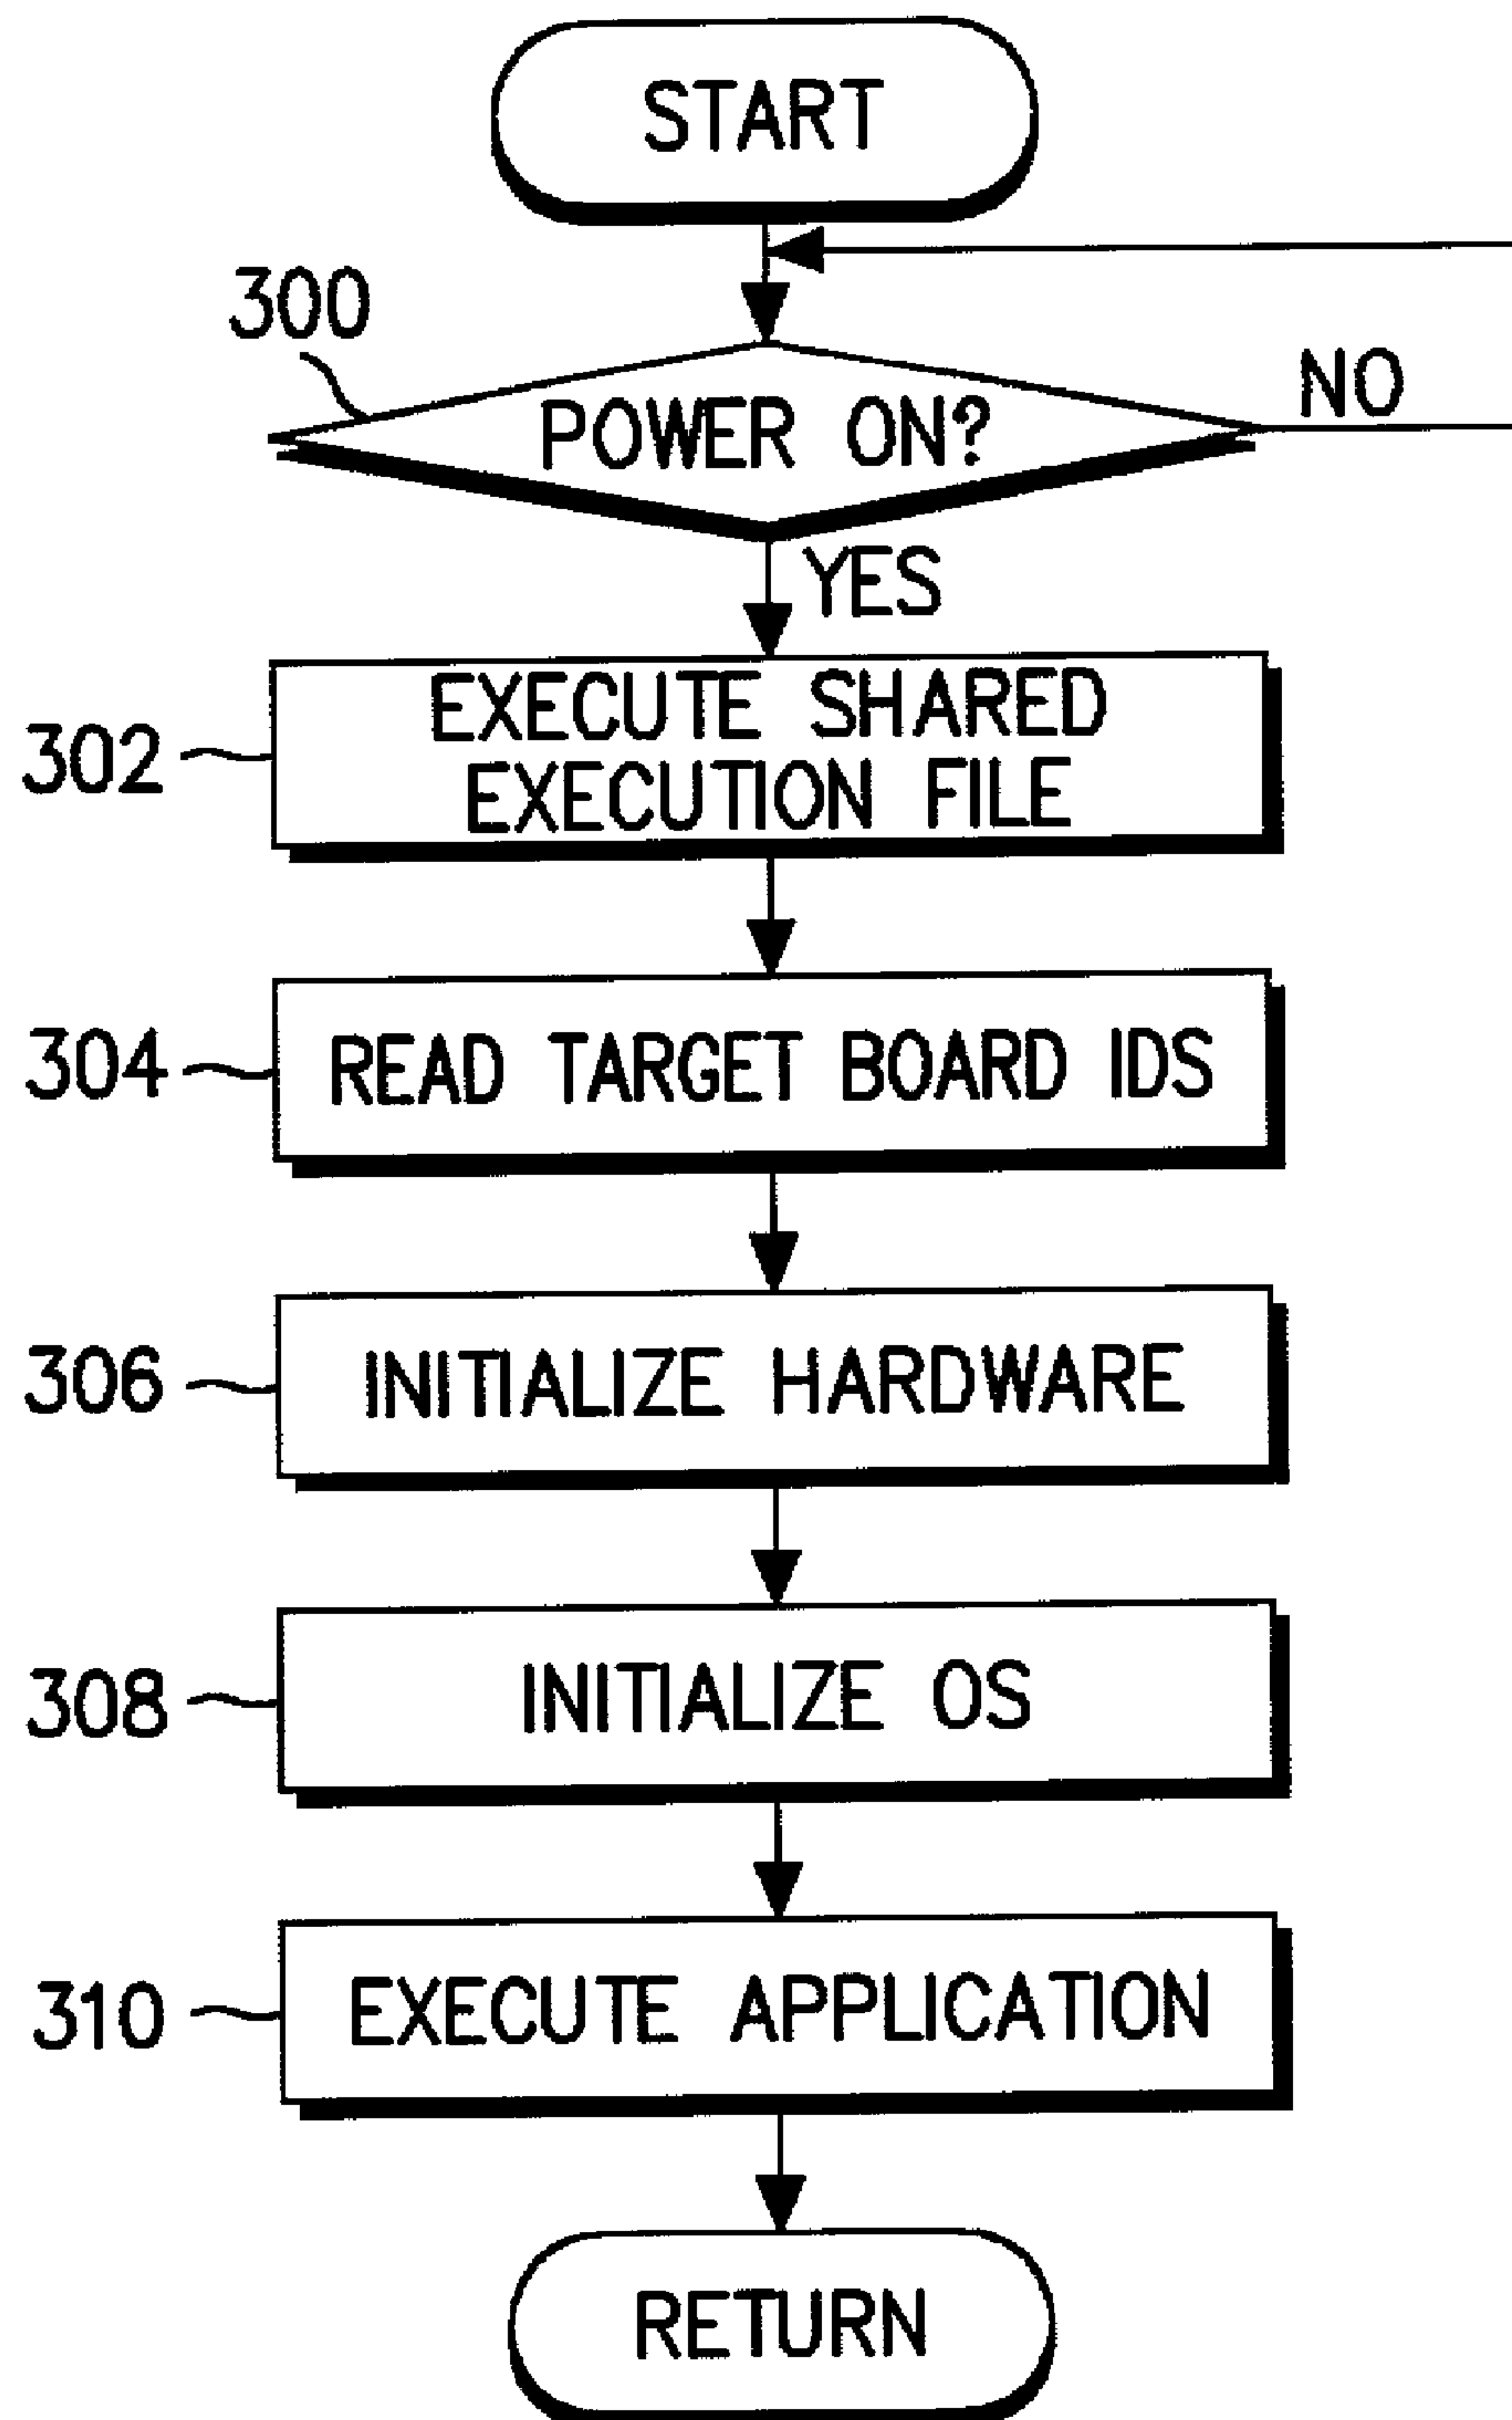 START
300
POWER ON?
NO
YES
EXECUTE SHARED
EXECUTION FILE
302
READ TARGET BOARD IDS
304
INITIALIZE HARDWARE
306
INITIALIZE OS
308
EXECUTE APPLICATION
310
RETURN